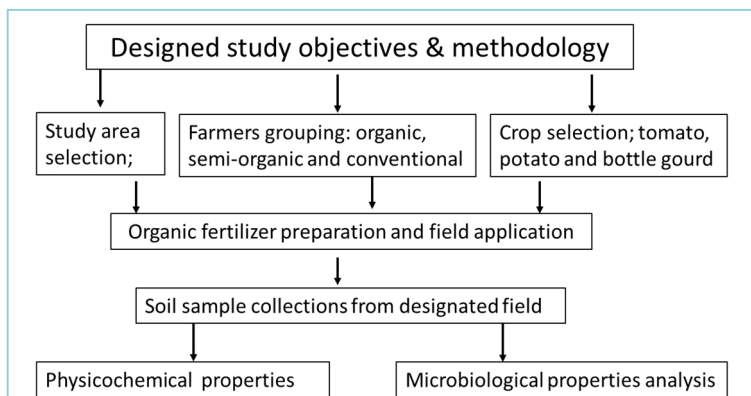 Designed study objectives & methodology
Study area
selection;
Farmers grouping: organic,
semi-organic and conventional
Crop selection; tomato,
potato and bottle gourd
Organic fertilizer preparation and field application
Soil sample collections from designated field
Physicochemical properties
Microbiological properties analysis